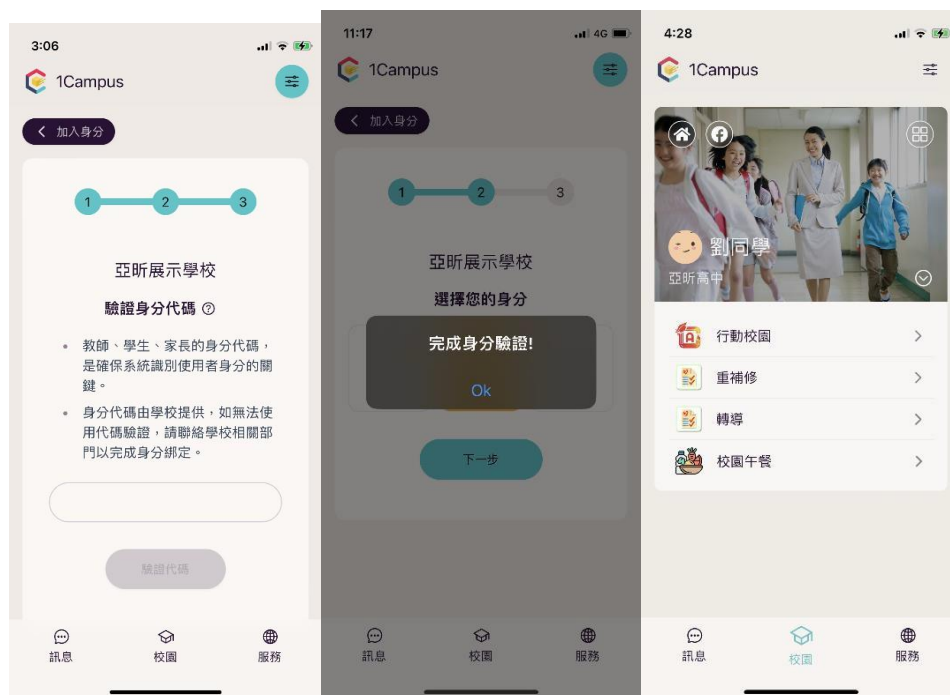 3:06
1Campus
加入身分
1
2
3
亞昕展示學校
驗證身分代碼
• 教師、學生、家長的身分代碼，
是確保系統識別使用者身分的關
鍵。
• 身分代碼由學校提供，如無法使
用代碼驗證，請聯絡學校相關部
門以完成身分綁定。
驗證代碼
訊息
校園
服務
11:17
4G
1Campus
加入身分
1
2
3
亞昕展示學校
選擇您的身分
完成身分驗證!
Ok
下一步
訊息
校園
服務
4:28
1Campus
劉同學
亞昕高中
行動校園
重補修
轉導
校園午餐
訊息
校園
服務